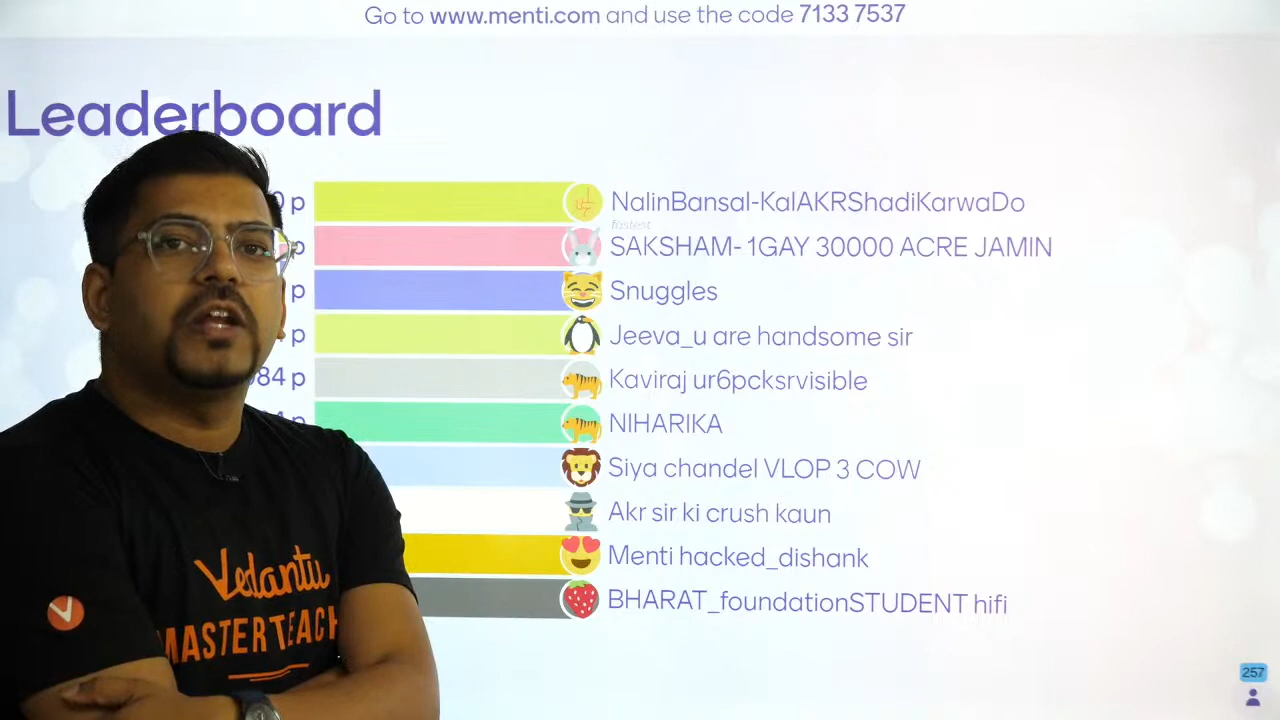 Go to www.menti.com and use the code 7133 7537
Leaderboard
p NalinBansal-KalAKRShadiKarwaDo
fastest
p SAKSHAM- 1GAY 30000 ACRE JAMIN
p Snuggles
p Jeeva_u are handsome sir
84 p Kaviraj ur6pcksrvisible
p NIHARIKA
Siya chandel VLOP 3 COW
Akr sir ki crush kaun
Menti hacked_dishank
BHARAT_foundationSTUDENT hifi
Vedantu
V
MASTER TEACH
257